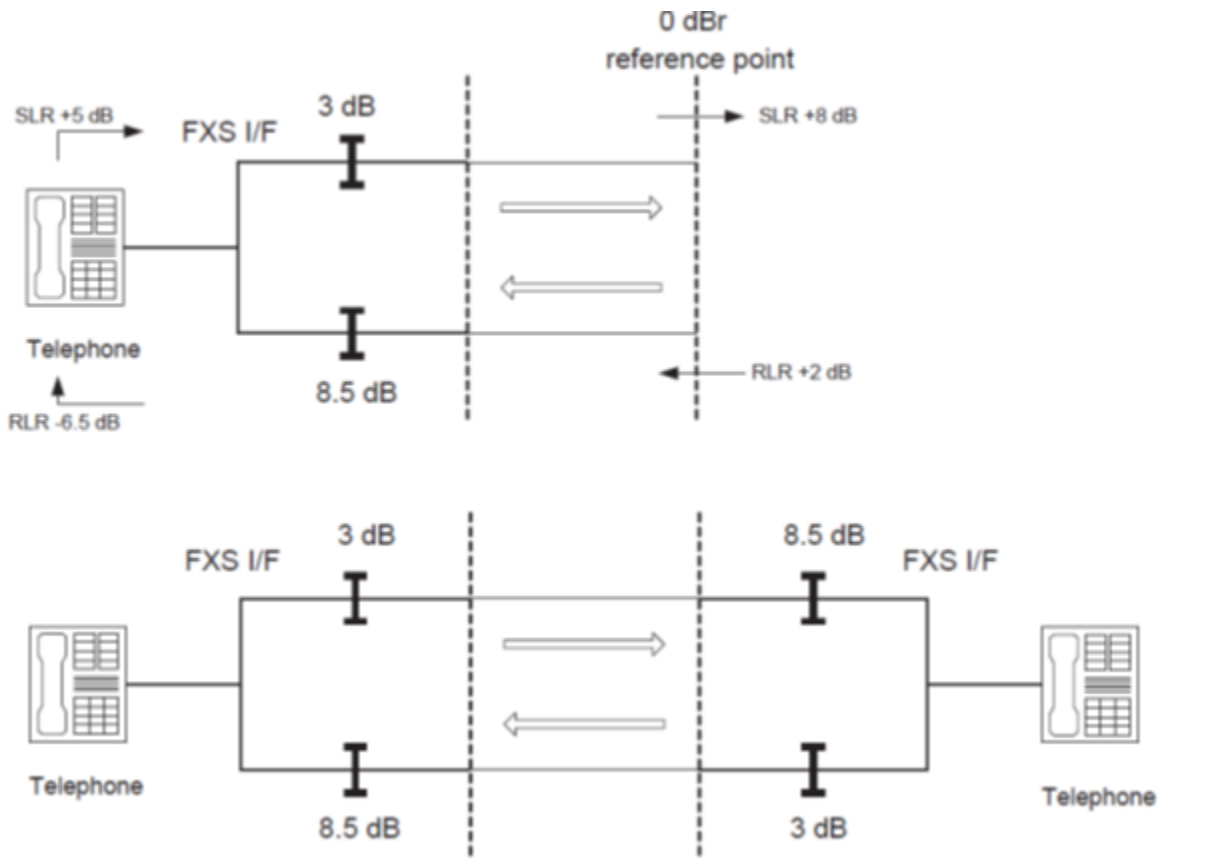 0 dBr
reference point
SLR +5 dB
3 dB
FXS I/F
SLR +8 dB
Telephone
8.5 dB
RLR +2 dB
RLR -6.5 dB
3 dB
8.5 dB
FXS I/F
FXS I/F
Telephone
Telephone
8.5 dB
3 dB